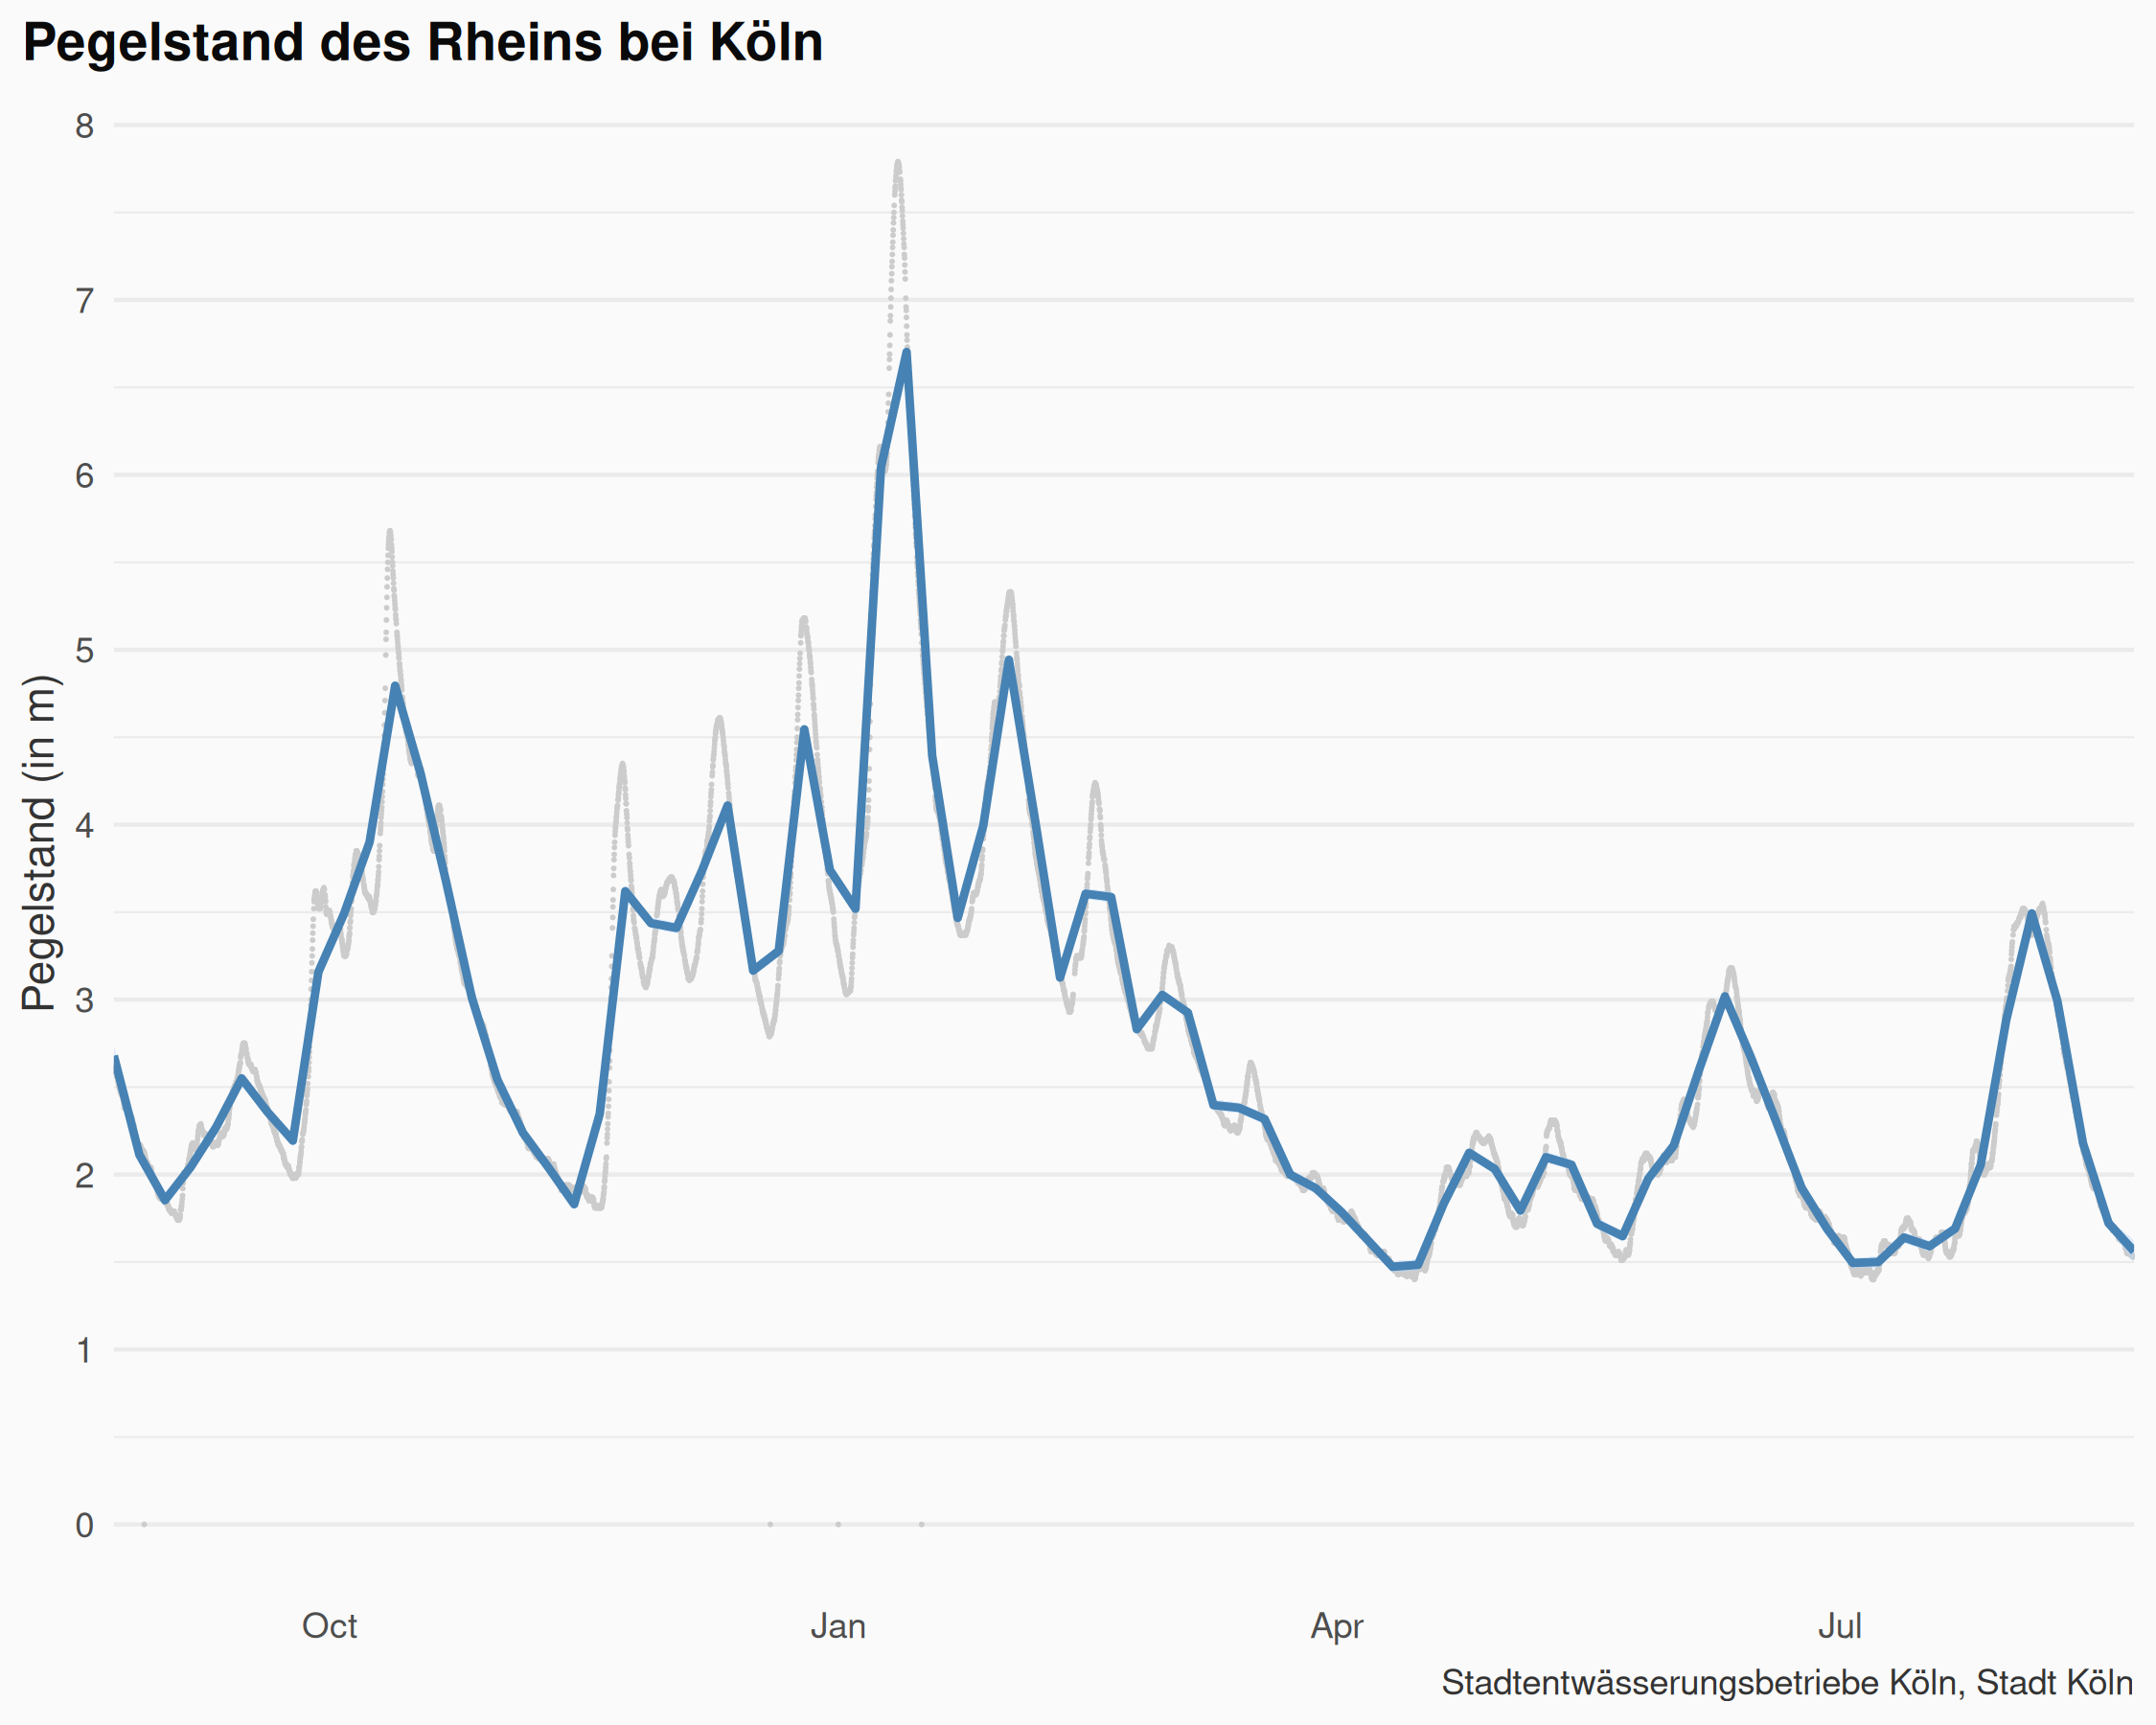 Pegelstand des Rheins bei Köln
8
7
6
5
4
3
2
1
0
Pegelstand (in m)
Oct Jan Apr Jul
Stadtentwässerungsbetriebe Köln, Stadt Köln